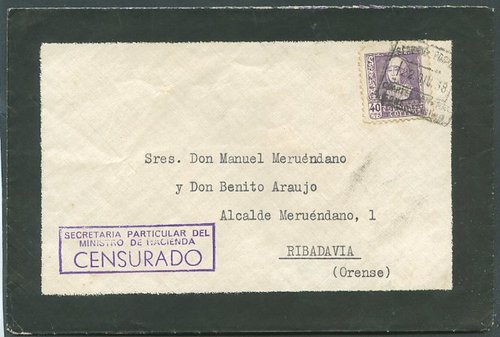 40
Sres. Don Manuel Meruéndano
y Don Benito Araujo
Alcalde Meruéndano, 1
RIBADAVIA
(Orense)
SECRETARIA PARTICULAR DEL
MINISTRO DE HACIENDA
CENSURADO